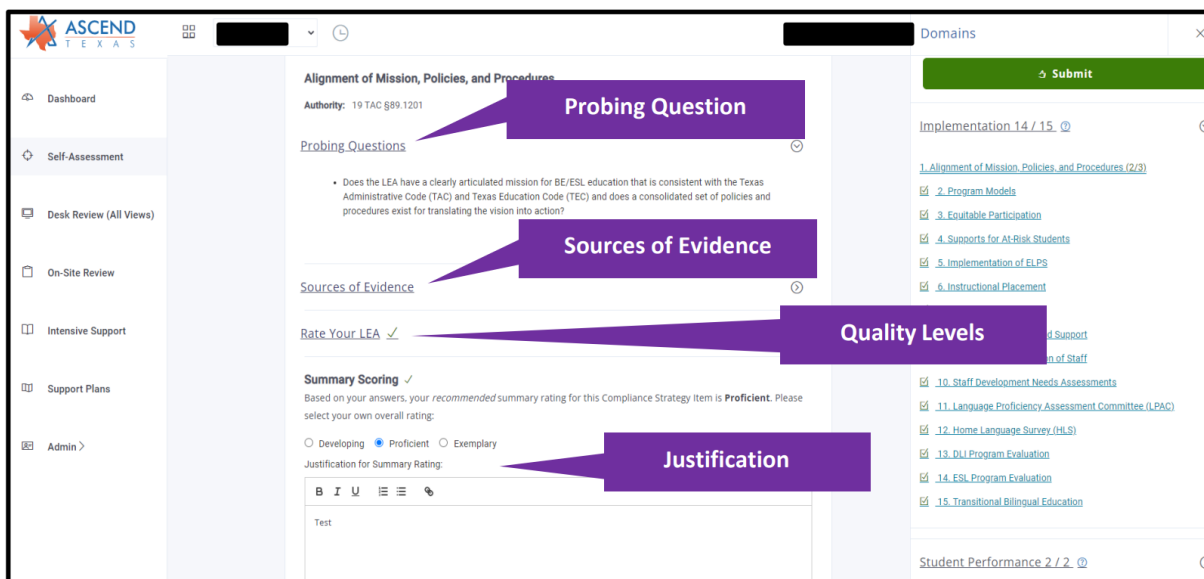 ASCEND
TEXAS
Dashboard
Self-Assessment
Desk Review (All Views)
On-Site Review
Intensive Support
Support Plans
Admin >
Alignment of Mission, Policies, and Procedures
Authority: 19 TAC §89.1201
Probing Question
Probing Questions
• Does the LEA have a clearly articulated mission for BE/ESL education that is consistent with the Texas
Administrative Code (TAC) and Texas Education Code (TEC) and does a consolidated set of policies and
procedures exist for translating the vision into action?
Sources of Evidence
Sources of Evidence
Rate Your LEA ✓
Quality Levels
Summary Scoring ✓
Based on your answers, your recommended summary rating for this Compliance Strategy Item is Proficient. Please
select your own overall rating:
Developing Proficient Exemplary
Justification for Summary Rating:
Justification
B I U
Test
Domains
Submit
Implementation 14 / 15
1. Alignment of Mission, Policies, and Procedures (2/3)
2. Program Models
3. Equitable Participation
4. Supports for At-Risk Students
5. Implementation of ELPS
6. Instructional Placement
Support
of Staff
10. Staff Development Needs Assessments
11. Language Proficiency Assessment Committee (LPAC)
12. Home Language Survey (HLS)
13. DLI Program Evaluation
14. ESL Program Evaluation
15. Transitional Bilingual Education
Student Performance 2 / 2